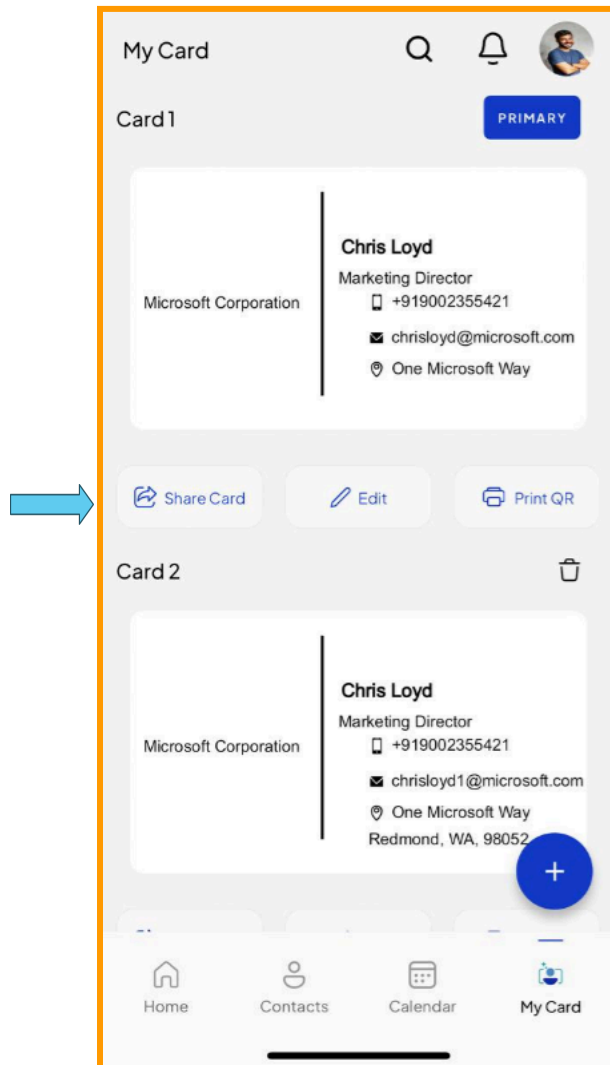 My Card
Card 1
PRIMARY
Microsoft Corporation
Chris Loyd
Marketing Director
+919002355421
chrisloyd@microsoft.com
One Microsoft Way
Share Card
Edit
Print QR
Card 2
Microsoft Corporation
Chris Loyd
Marketing Director
+919002355421
chrisloyd1@microsoft.com
One Microsoft Way
Redmond, WA, 98052
+
Home
Contacts
Calendar
My Card